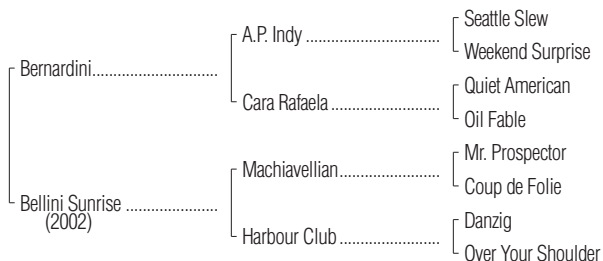 Seattle Slew
A.P. Indy ................................
Weekend Surprise
Bernardini..............................
Quiet American
Cara Rafaela ..........................
Oil Fable
Mr. Prospector
Machiavellian........................
Coup de Folie
Bellini Sunrise ......................
(2002)
Danzig
Harbour Club ........................
Over Your Shoulder